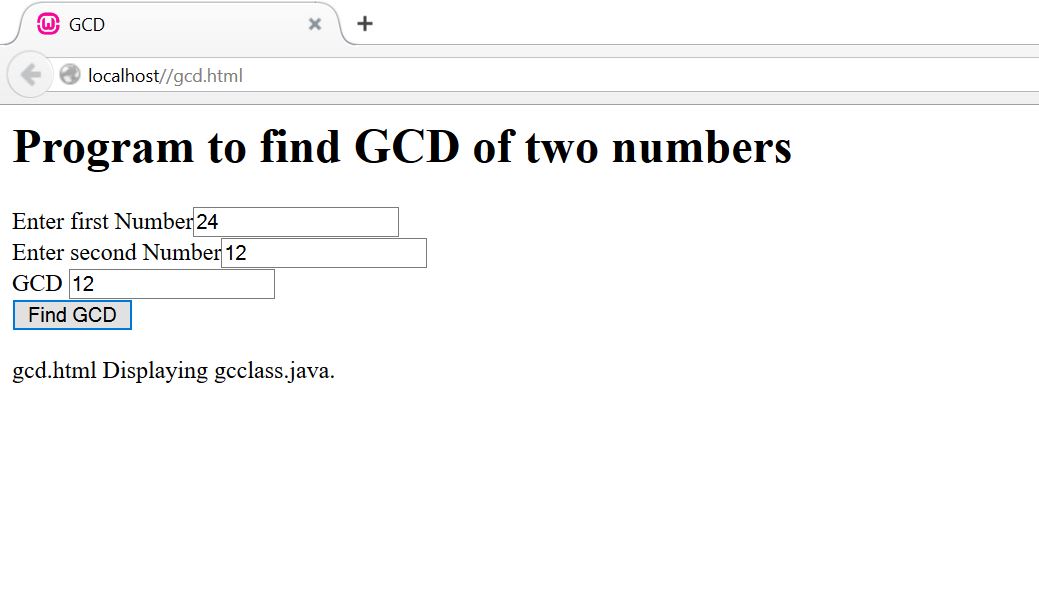 GCD
localhost//gcd.html
Program to find GCD of two numbers
Enter first Number 24
Enter second Number 12
GCD 12
Find GCD
gcd.html Displaying gcclass.java.